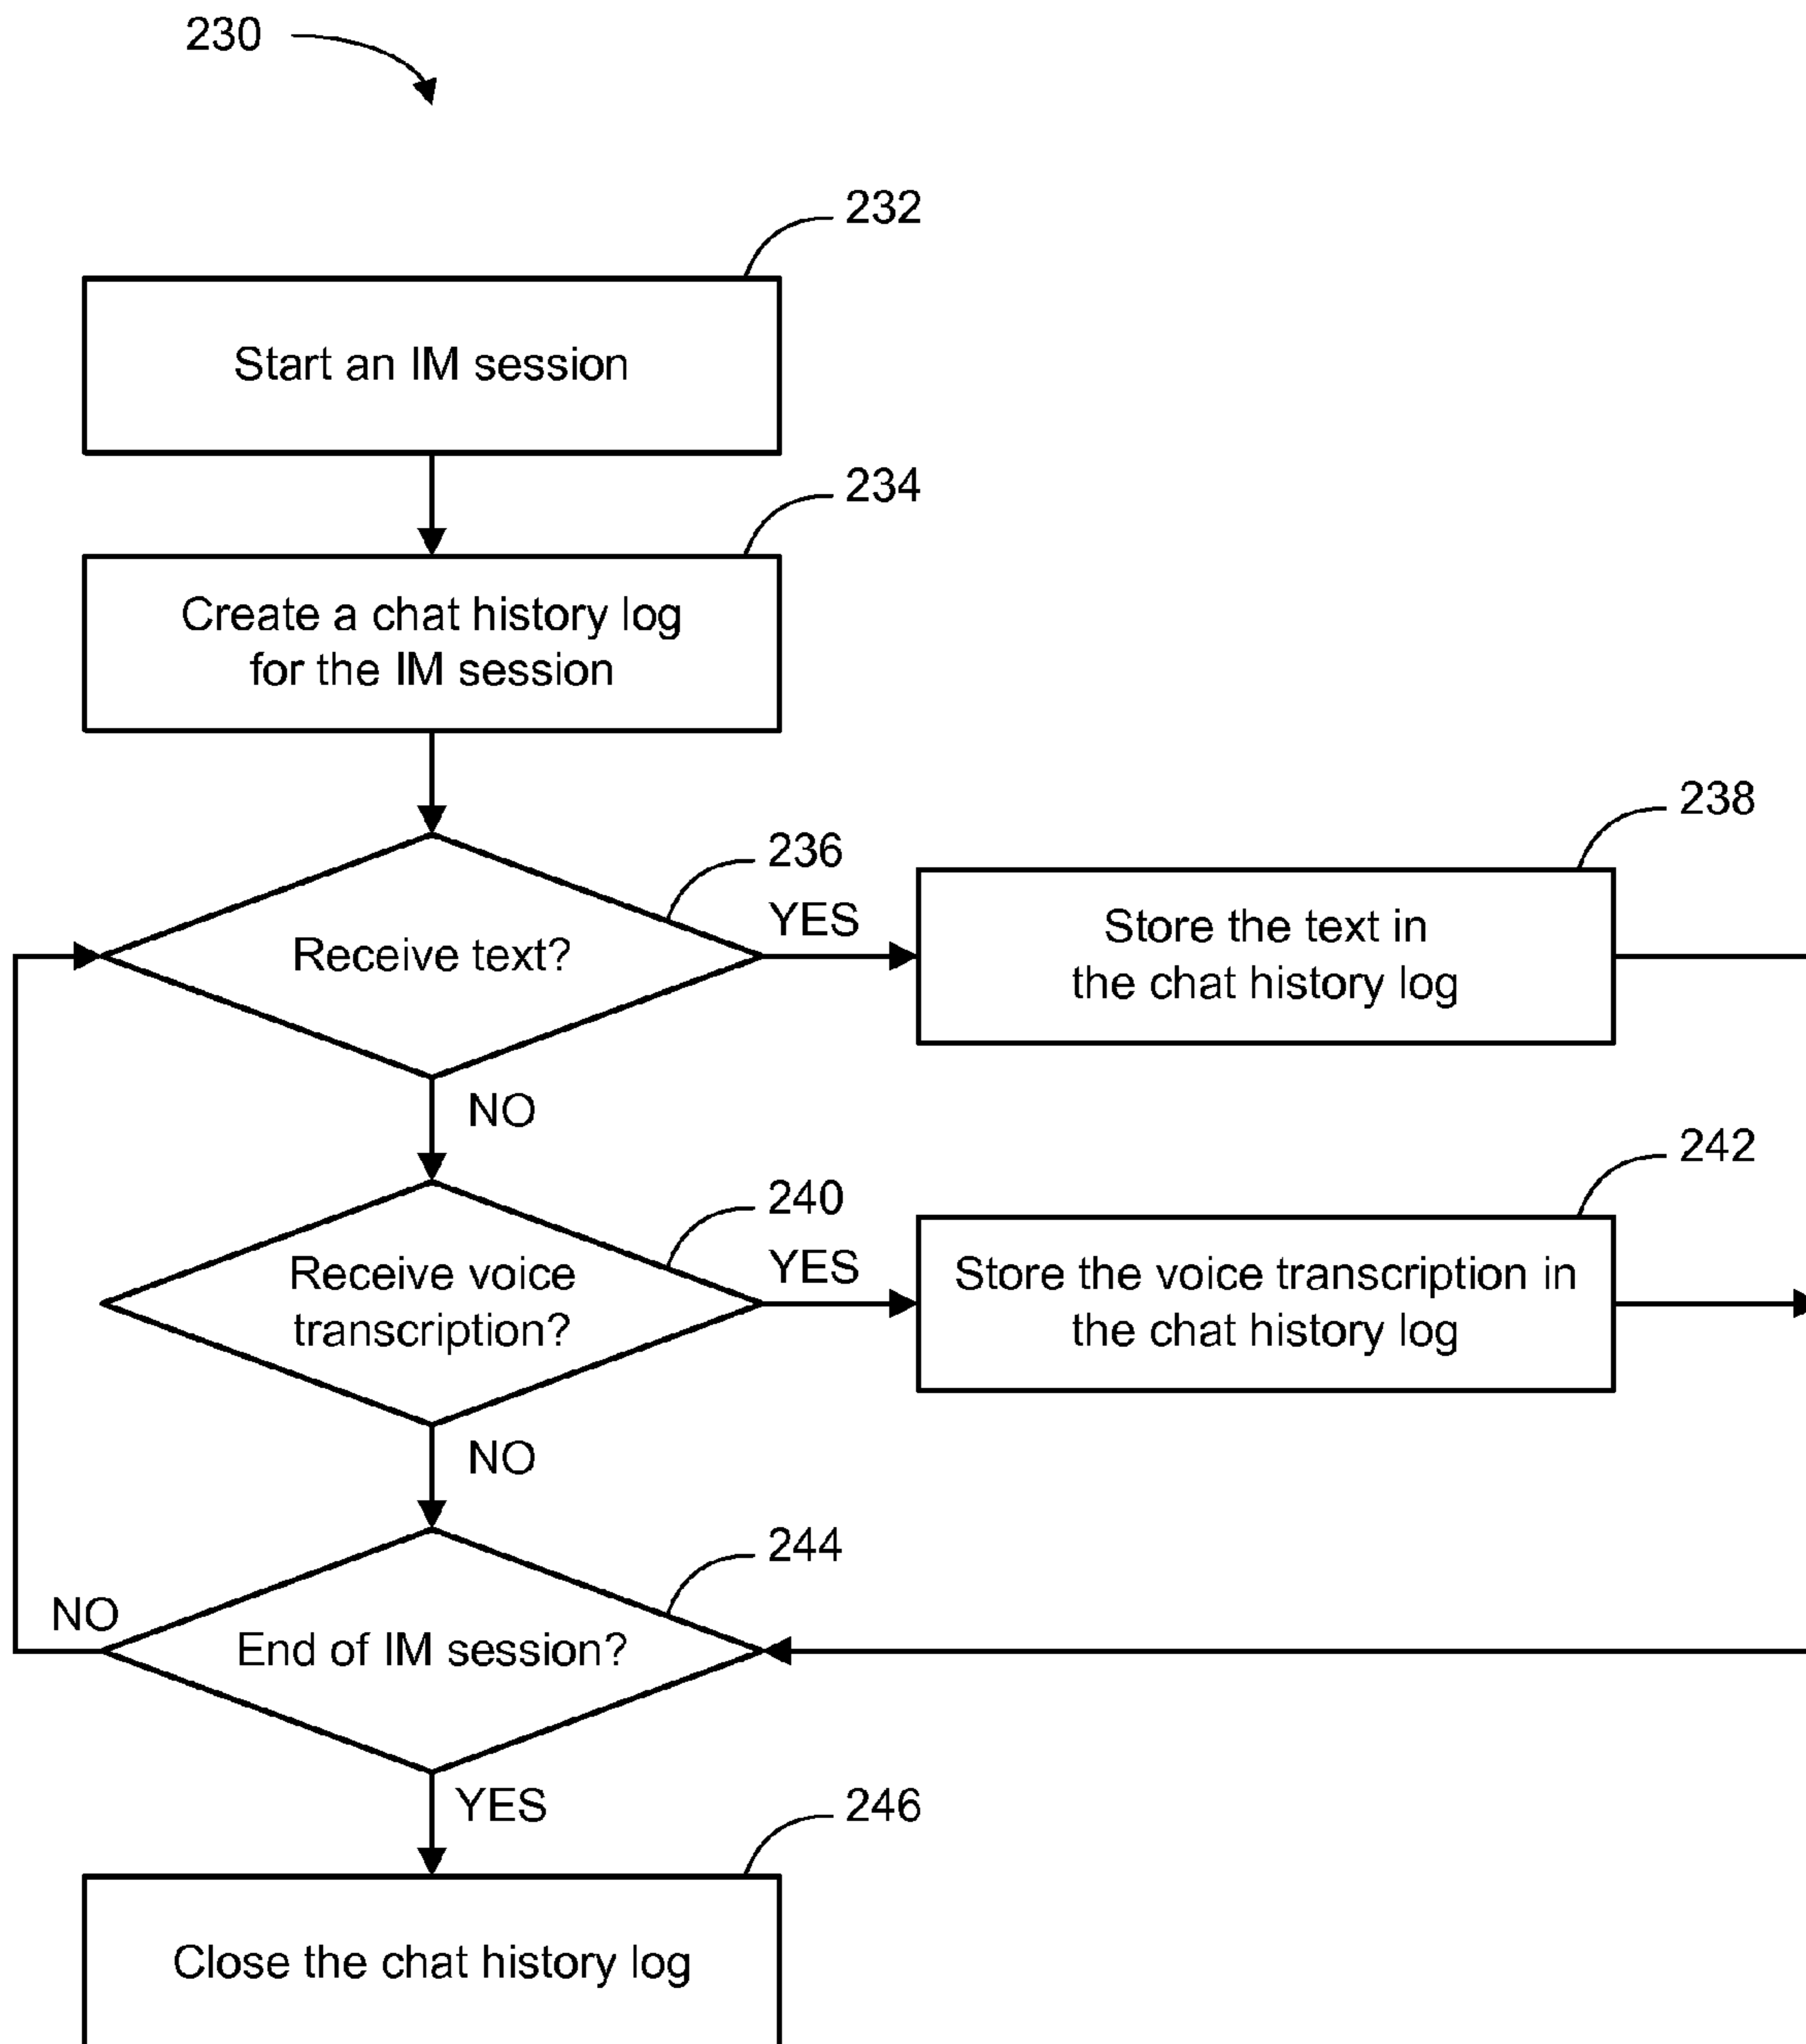 230
232
Start an IM session
234
Create a chat history log
for the IM session
236
Receive text?
YES
238
Store the text in
the chat history log
NO
240
Receive voice
transcription?
YES
242
Store the voice transcription in
the chat history log
NO
244
End of IM session?
NO
YES
246
Close the chat history log